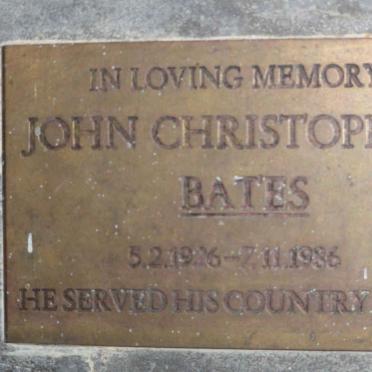 IN LOVING MEMORY
JOHN CHRISTOP
BATES
5.2.1926-7.11.1986
HE SERVED HIS COUNTRY